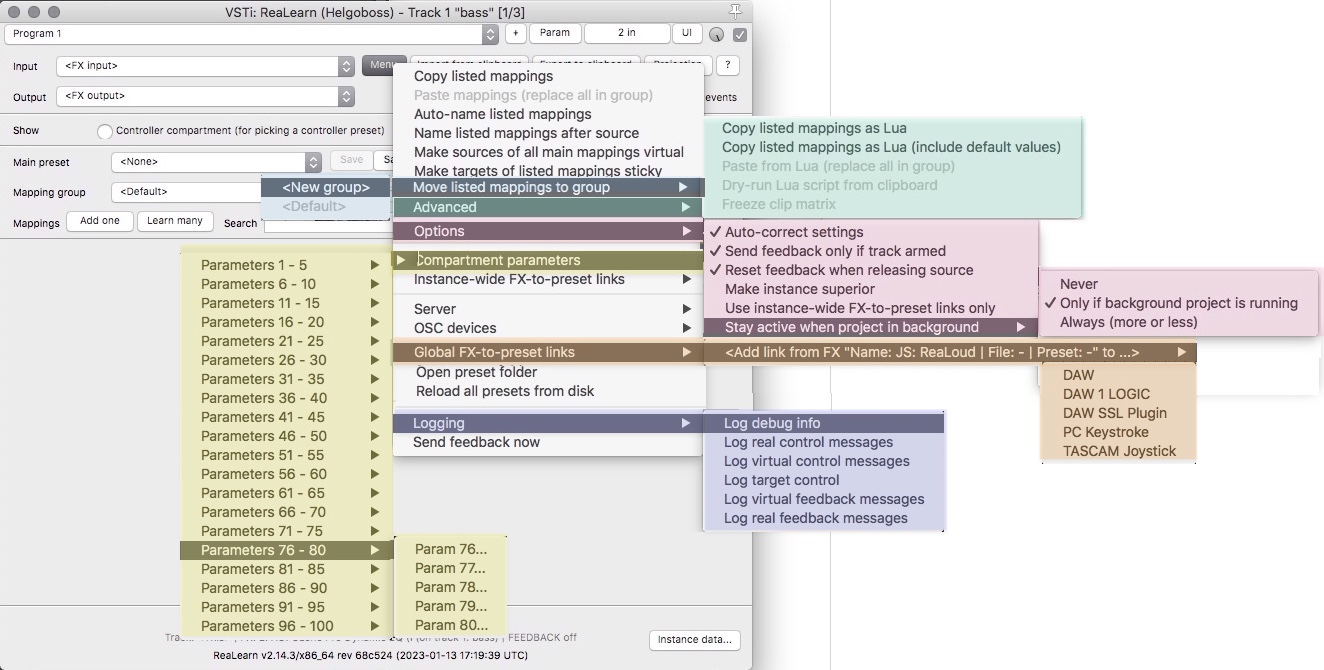 VSTi: ReaLearn (Helgoboss) - Track 1 "bass" [1/3]
Program 1
+
Param
2 in
UI
Input
<FX input>
Menu
Import from clipboard
Export to clipboard
Projection
?
Output
<FX output>
events
Show
Controller compartment (for picking a controller preset)
Main preset
<None>
Save
Sa
Mapping group
<Default>
Mappings
Add one
Learn many
Search
Copy listed mappings
Paste mappings (replace all in group)
Auto-name listed mappings
Name listed mappings after source
Make sources of all main mappings virtual
Make targets of listed mappings sticky
Move listed mappings to group
Advanced
Options
Compartment parameters
Instance-wide FX-to-preset links
Server
OSC devices
Global FX-to-preset links
Open preset folder
Reload all presets from disk
Logging
Send feedback now
<New group>
<Default>
Copy listed mappings as Lua
Copy listed mappings as Lua (include default values)
Paste from Lua (replace all in group)
Dry-run Lua script from clipboard
Freeze clip matrix
✓ Auto-correct settings
✓ Send feedback only if track armed
✓ Reset feedback when releasing source
Make instance superior
Use instance-wide FX-to-preset links only
Stay active when project in background
Never
✓ Only if background project is running
Always (more or less)
<Add link from FX "Name: JS: ReaLoud | File: - | Preset: -" to ...>
DAW
DAW 1 LOGIC
DAW SSL Plugin
PC Keystroke
TASCAM Joystick
Log debug info
Log real control messages
Log virtual control messages
Log target control
Log virtual feedback messages
Log real feedback messages
Parameters 1 - 5
Parameters 6 - 10
Parameters 11 - 15
Parameters 16 - 20
Parameters 21 - 25
Parameters 26 - 30
Parameters 31 - 35
Parameters 36 - 40
Parameters 41 - 45
Parameters 46 - 50
Parameters 51 - 55
Parameters 56 - 60
Parameters 61 - 65
Parameters 66 - 70
Parameters 71 - 75
Parameters 76 - 80
Parameters 81 - 85
Parameters 86 - 90
Parameters 91 - 95
Parameters 96 - 100
Param 76...
Param 77...
Param 78...
Param 79...
Param 80...
(on track 1: bass) | FEEDBACK off
Instance data...
ReaLearn v2.14.3/x86_64 rev 68c524 (2023-01-13 17:19:39 UTC)